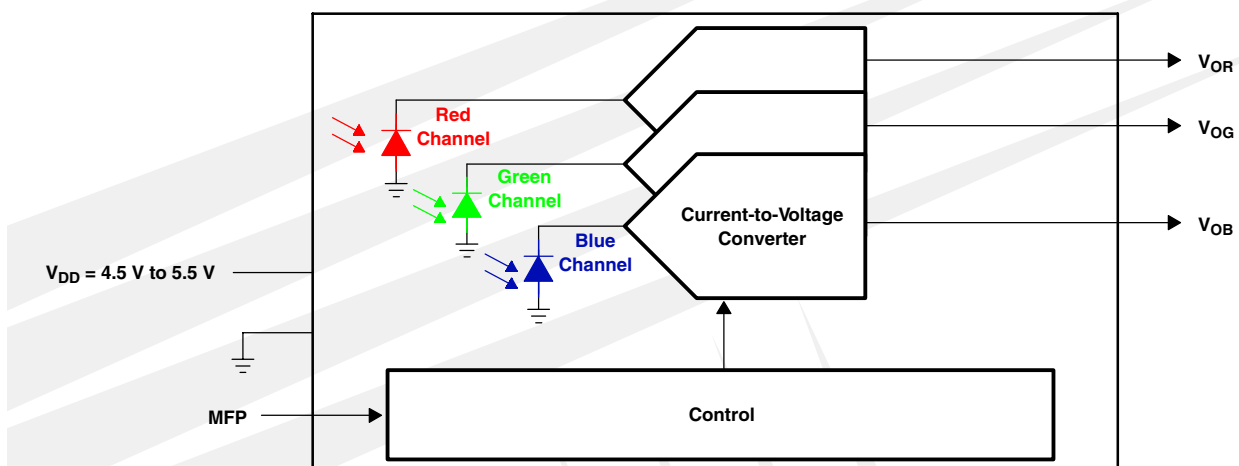 V_OR
Red
Channel
V_OG
Green
Channel
Current-to-Voltage
Converter
V_OB
Blue
Channel
V_DD = 4.5 V to 5.5 V
MFP
Control